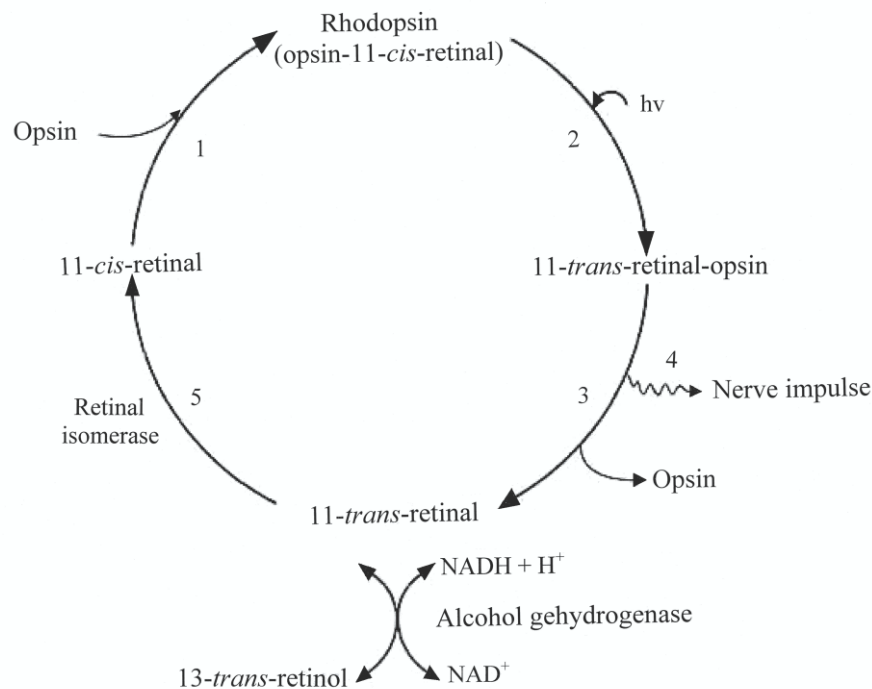 Rhodopsin
(opsin-11-cis-retinal)
hv
Opsin
1
2
11-cis-retinal
11-trans-retinal-opsin
4
Nerve impulse
3
5
Retinal
isomerase
Opsin
11-trans-retinal
NADH + H⁺
Alcohol gehydrogenase
13-trans-retinol
NAD⁺